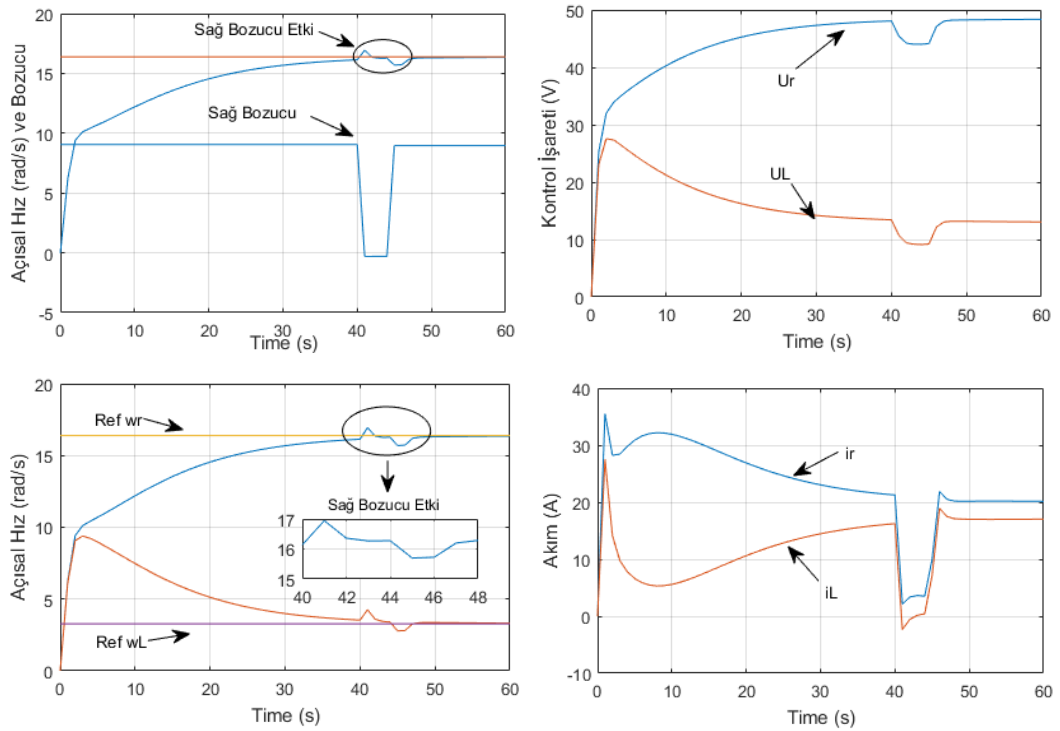 Açısal Hız (rad/s) ve Bozucu
20
15
10
5
0
-5
Sağ Bozucu Etki
Sağ Bozucu
0 10 20 30 40 50 60
Time (s)
Kontrol İşareti (V)
50
40
30
20
10
0
Ur
UL
0 10 20 30 40 50 60
Time (s)
Açısal Hız (rad/s)
20
15
10
5
0
Ref wr
Sağ Bozucu Etki
17
16
15
40 42 44 46 48
Ref wL
0 10 20 30 40 50 60
Time (s)
Akım (A)
40
30
20
10
0
-10
ir
iL
0 10 20 30 40 50 60
Time (s)